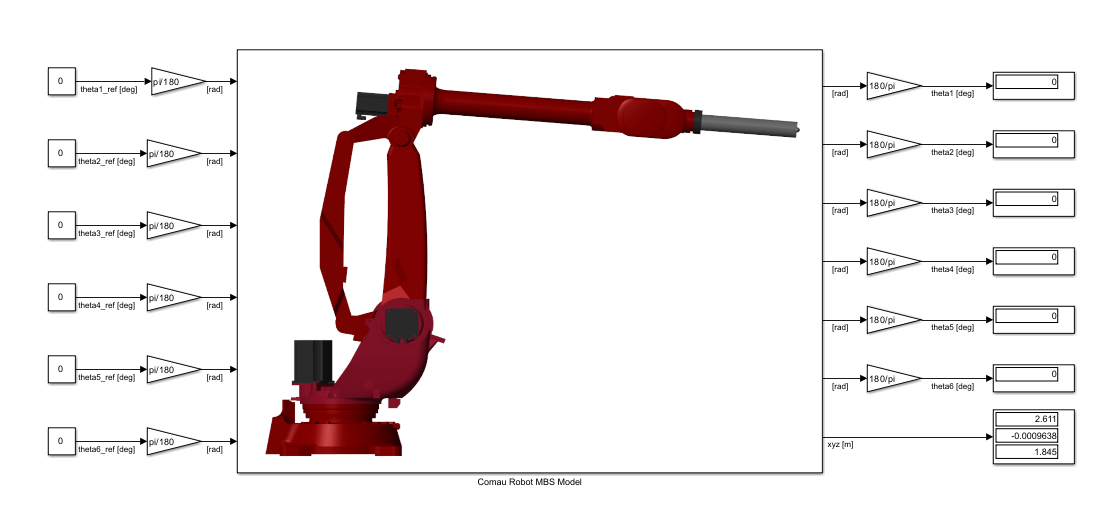 0
theta1_ref [deg]
pi/180
[rad]
0
theta2_ref [deg]
pi/180
[rad]
0
theta3_ref [deg]
pi/180
[rad]
0
theta4_ref [deg]
pi/180
[rad]
0
theta5_ref [deg]
pi/180
[rad]
0
theta6_ref [deg]
pi/180
[rad]
Comau Robot MBS Model
[rad]
180/pi
theta1 [deg]
0
[rad]
180/pi
theta2 [deg]
0
[rad]
180/pi
theta3 [deg]
0
[rad]
180/pi
theta4 [deg]
0
[rad]
180/pi
theta5 [deg]
0
[rad]
180/pi
theta6 [deg]
0
xyz [m]
2.611
-0.0009638
1.845